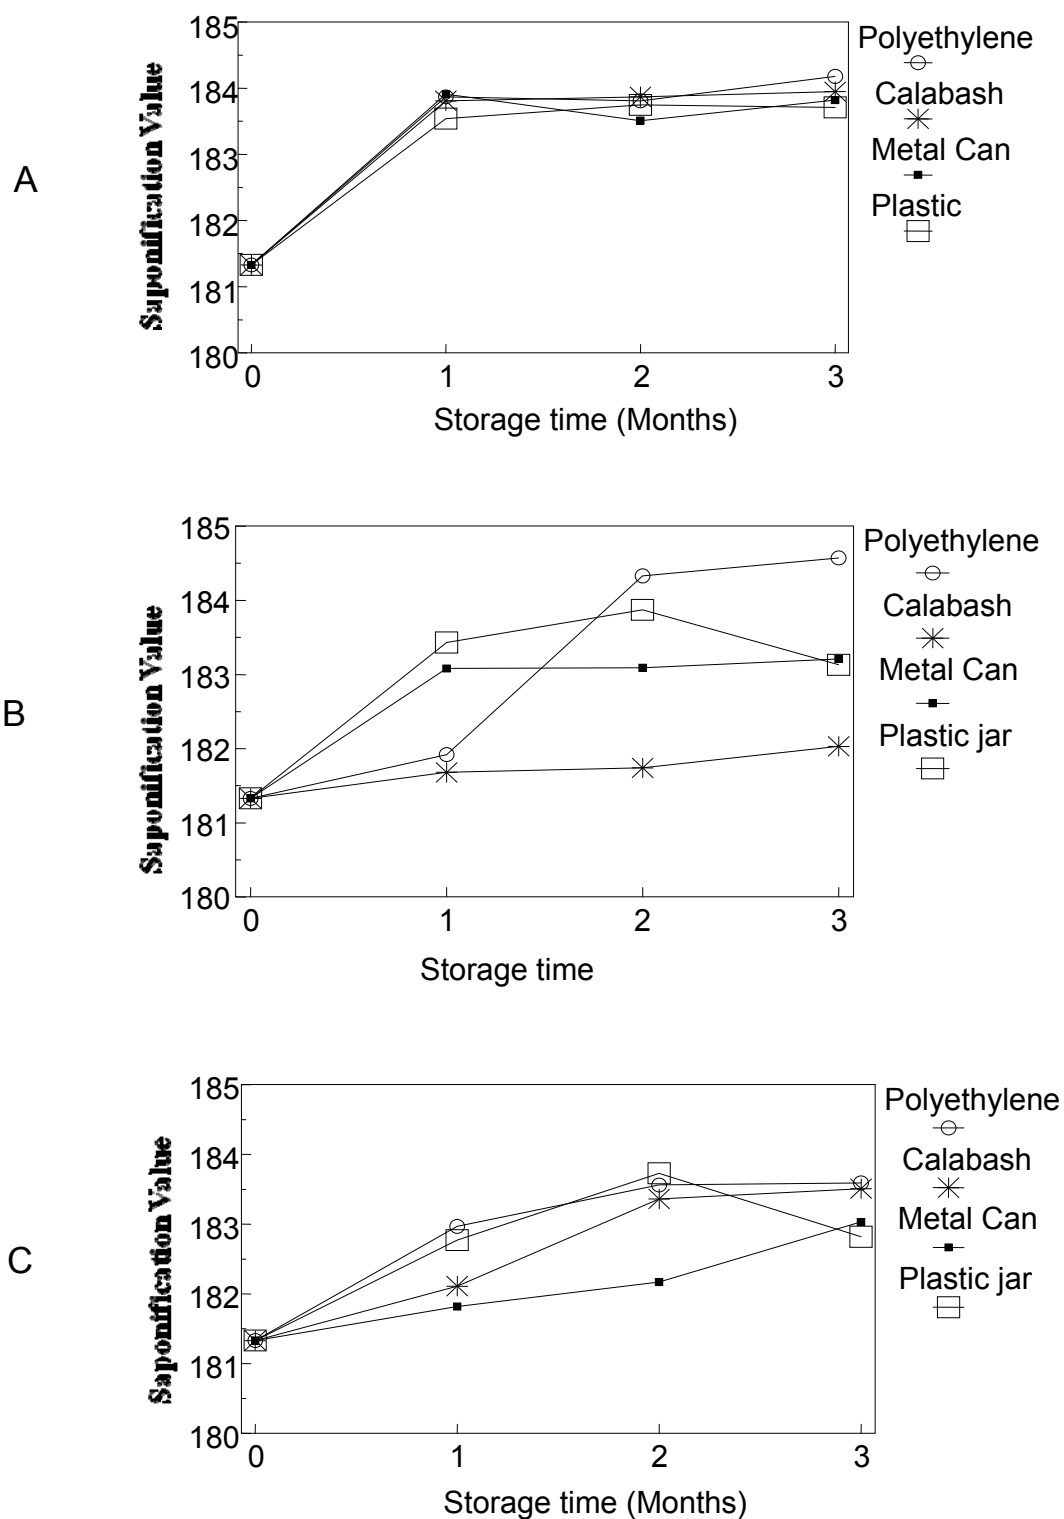 A
Saponification Value
185
184
183
182
181
180
0 1 2 3
Storage time (Months)
Polyethylene
Calabash
Metal Can
Plastic
B
Saponification Value
185
184
183
182
181
180
0 1 2 3
Storage time
Polyethylene
Calabash
Metal Can
Plastic jar
C
Saponification Value
185
184
183
182
181
180
0 1 2 3
Storage time (Months)
Polyethylene
Calabash
Metal Can
Plastic jar